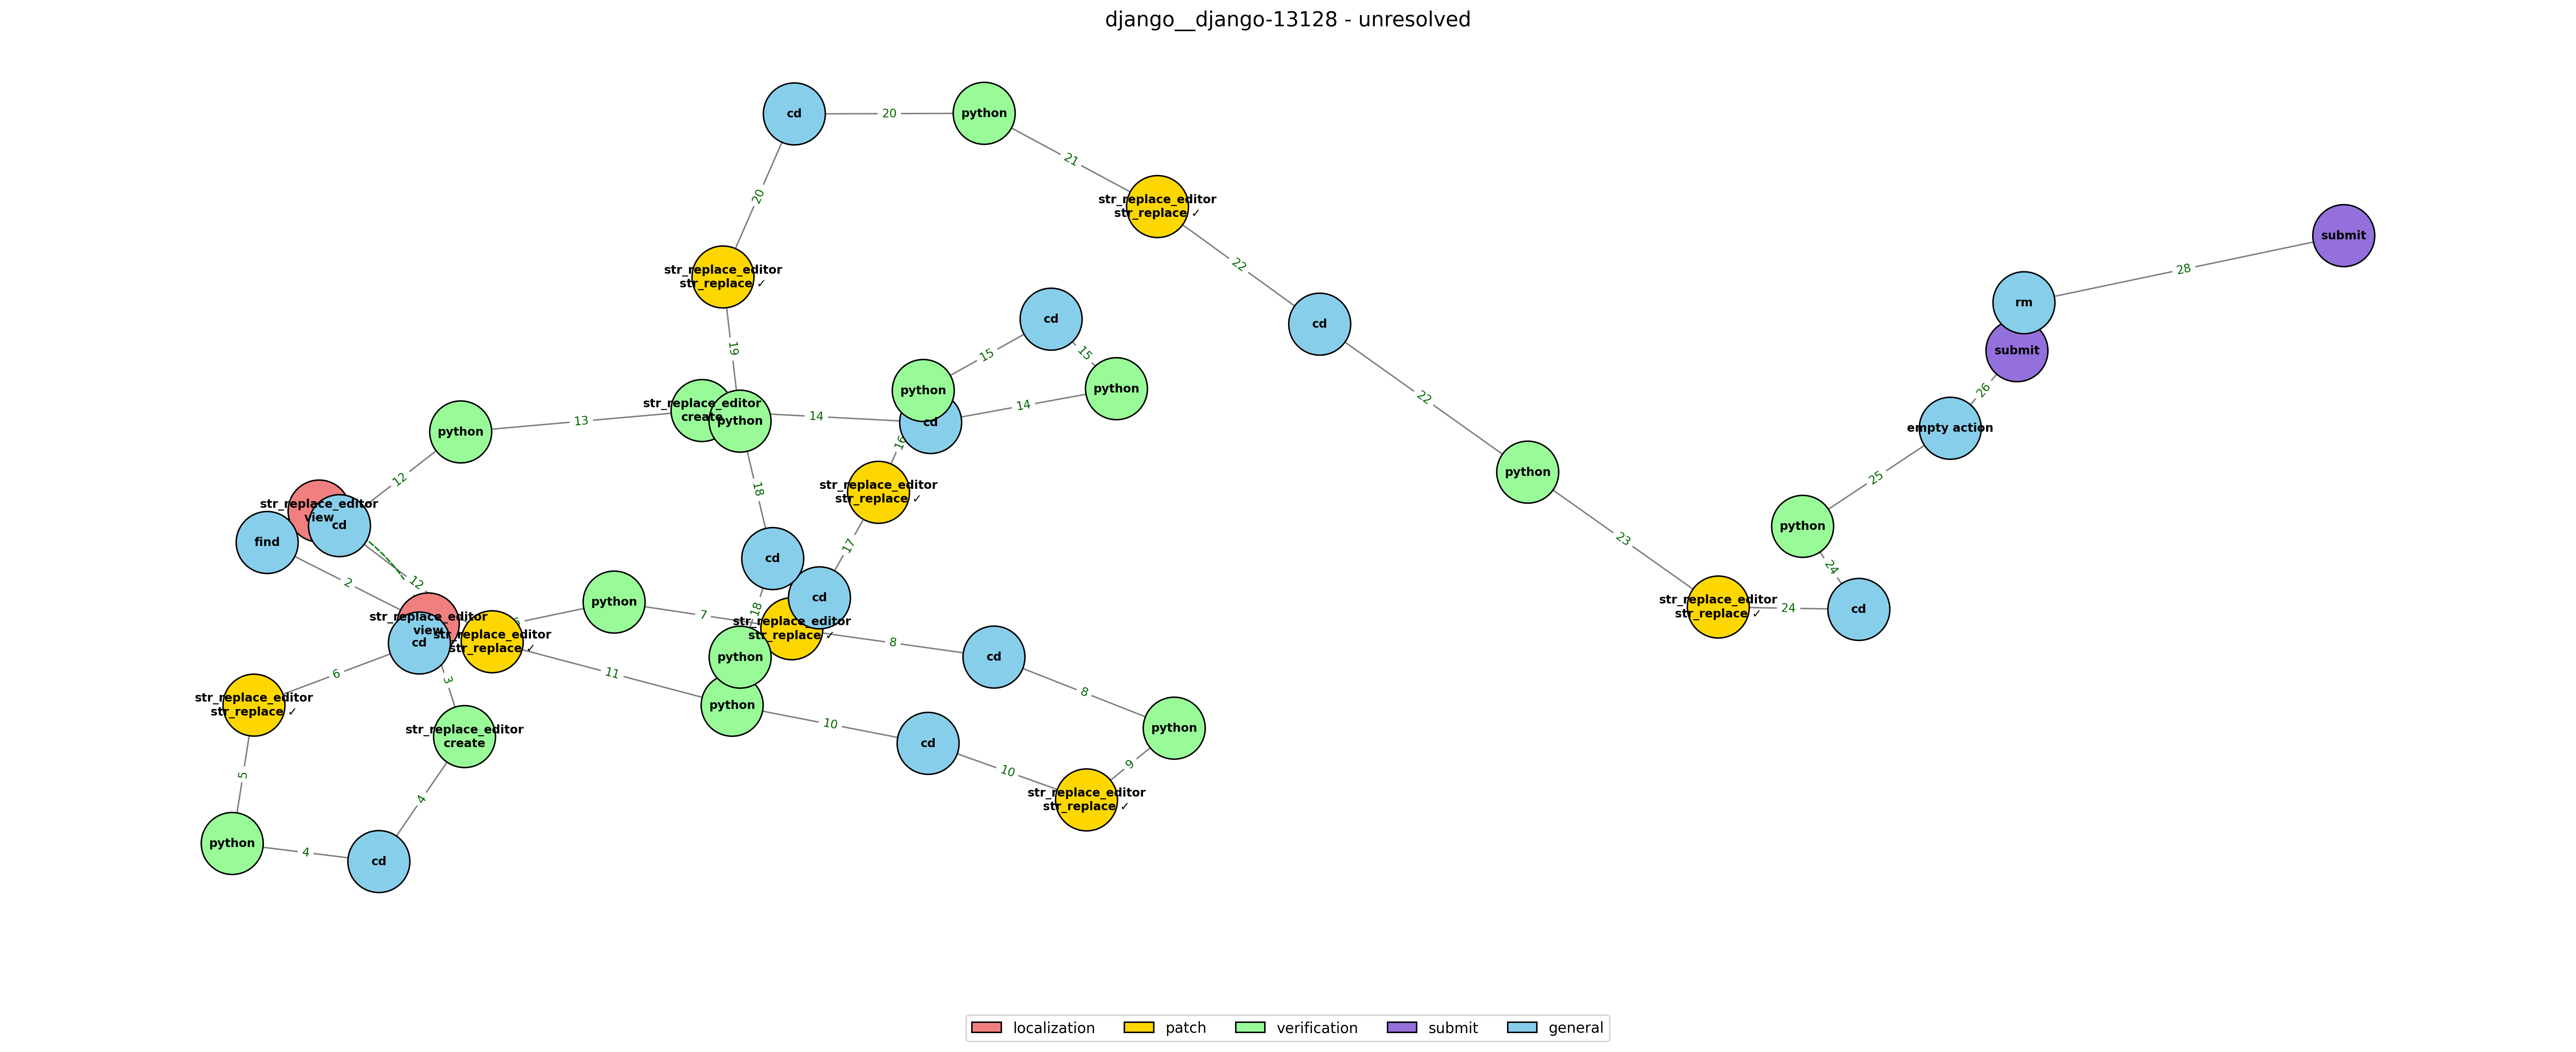 django__django-13128 - unresolved
cd
20
python
21
20
str_replace_editor
str_replace ✓
submit
22
28
str_replace_editor
str_replace ✓
rm
cd
cd
19
15
15
submit
python
python
26
str_replace_editor
create
22
14
14
python
13
python
cd
empty action
16
12
python
25
18
str_replace_editor
str_replace ✓
str_replace_editor
view
cd
find
23
python
17
cd
24
2
12
python
cd
18
str_replace_editor
str_replace ✓
24
cd
7
str_replace_editor
view
str_replace_editor
str_replace ✓
str_replace_editor
str_replace ✓
cd
8
python
cd
6
11
3
8
str_replace_editor
str_replace ✓
python
python
str_replace_editor
create
10
cd
9
5
10
4
str_replace_editor
str_replace ✓
python
4
cd
localization
patch
verification
submit
general